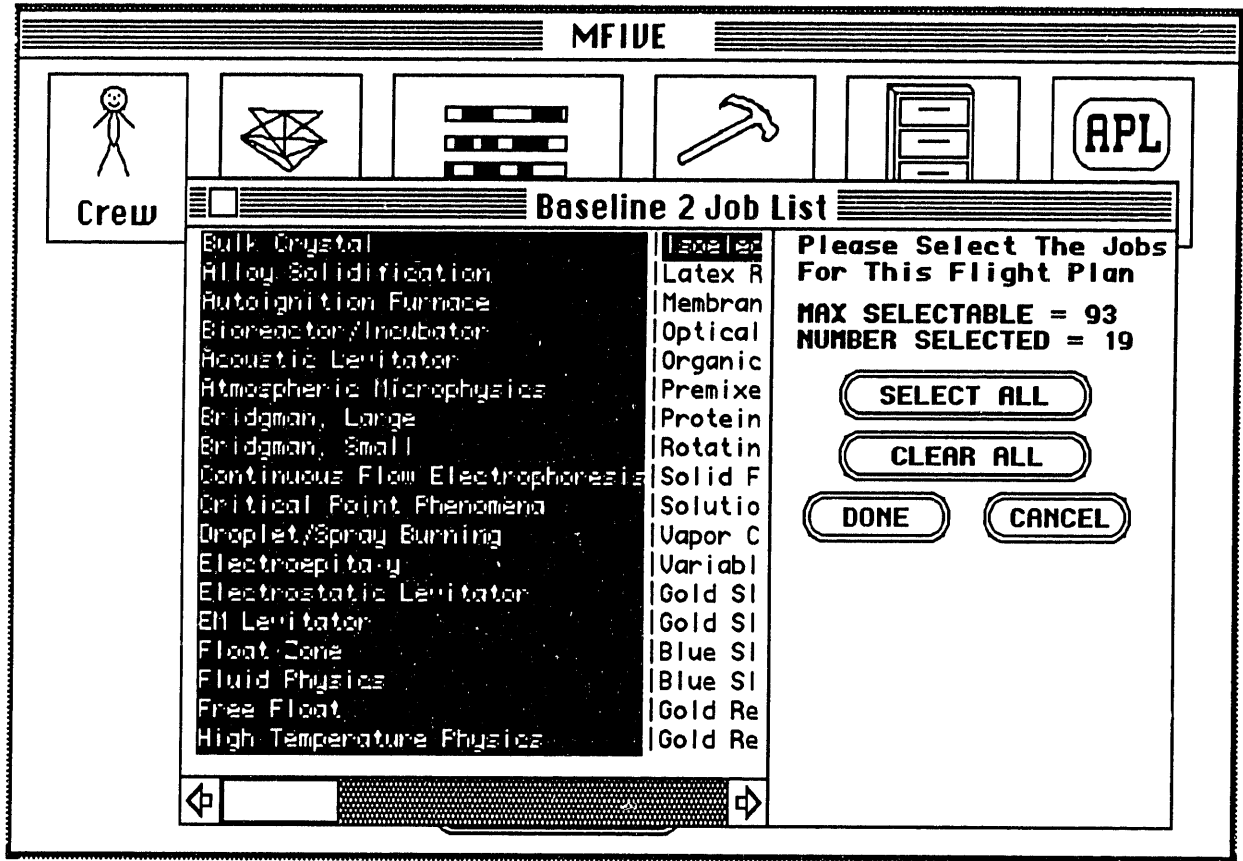 MFIVE
APL
Crew
Baseline 2 Job List
Bulk Crystal |Isoelec
Alloy Solidification |Latex R
Autoignition Furnace |Membran
Bioreactor/Incubator |Optical
Acoustic Levitator |Organic
Atmospheric Microphysics |Premixe
Bridgman, Large |Protein
Bridgman, Small |Rotatin
Continuous Flow Electrophoresis |Solid F
Critical Point Phenomena |Solutio
Droplet/Spray Burning |Vapor C
Electroepitaxy |Variabl
Electrostatic Levitator |Gold Sl
EM Levitator |Gold Sl
Float Zone |Blue Sl
Fluid Physics |Blue Sl
Free Float |Gold Re
High Temperature Physics |Gold Re
Please Select The Jobs
For This Flight Plan
MAX SELECTABLE = 93
NUMBER SELECTED = 19
SELECT ALL
CLEAR ALL
DONE CANCEL